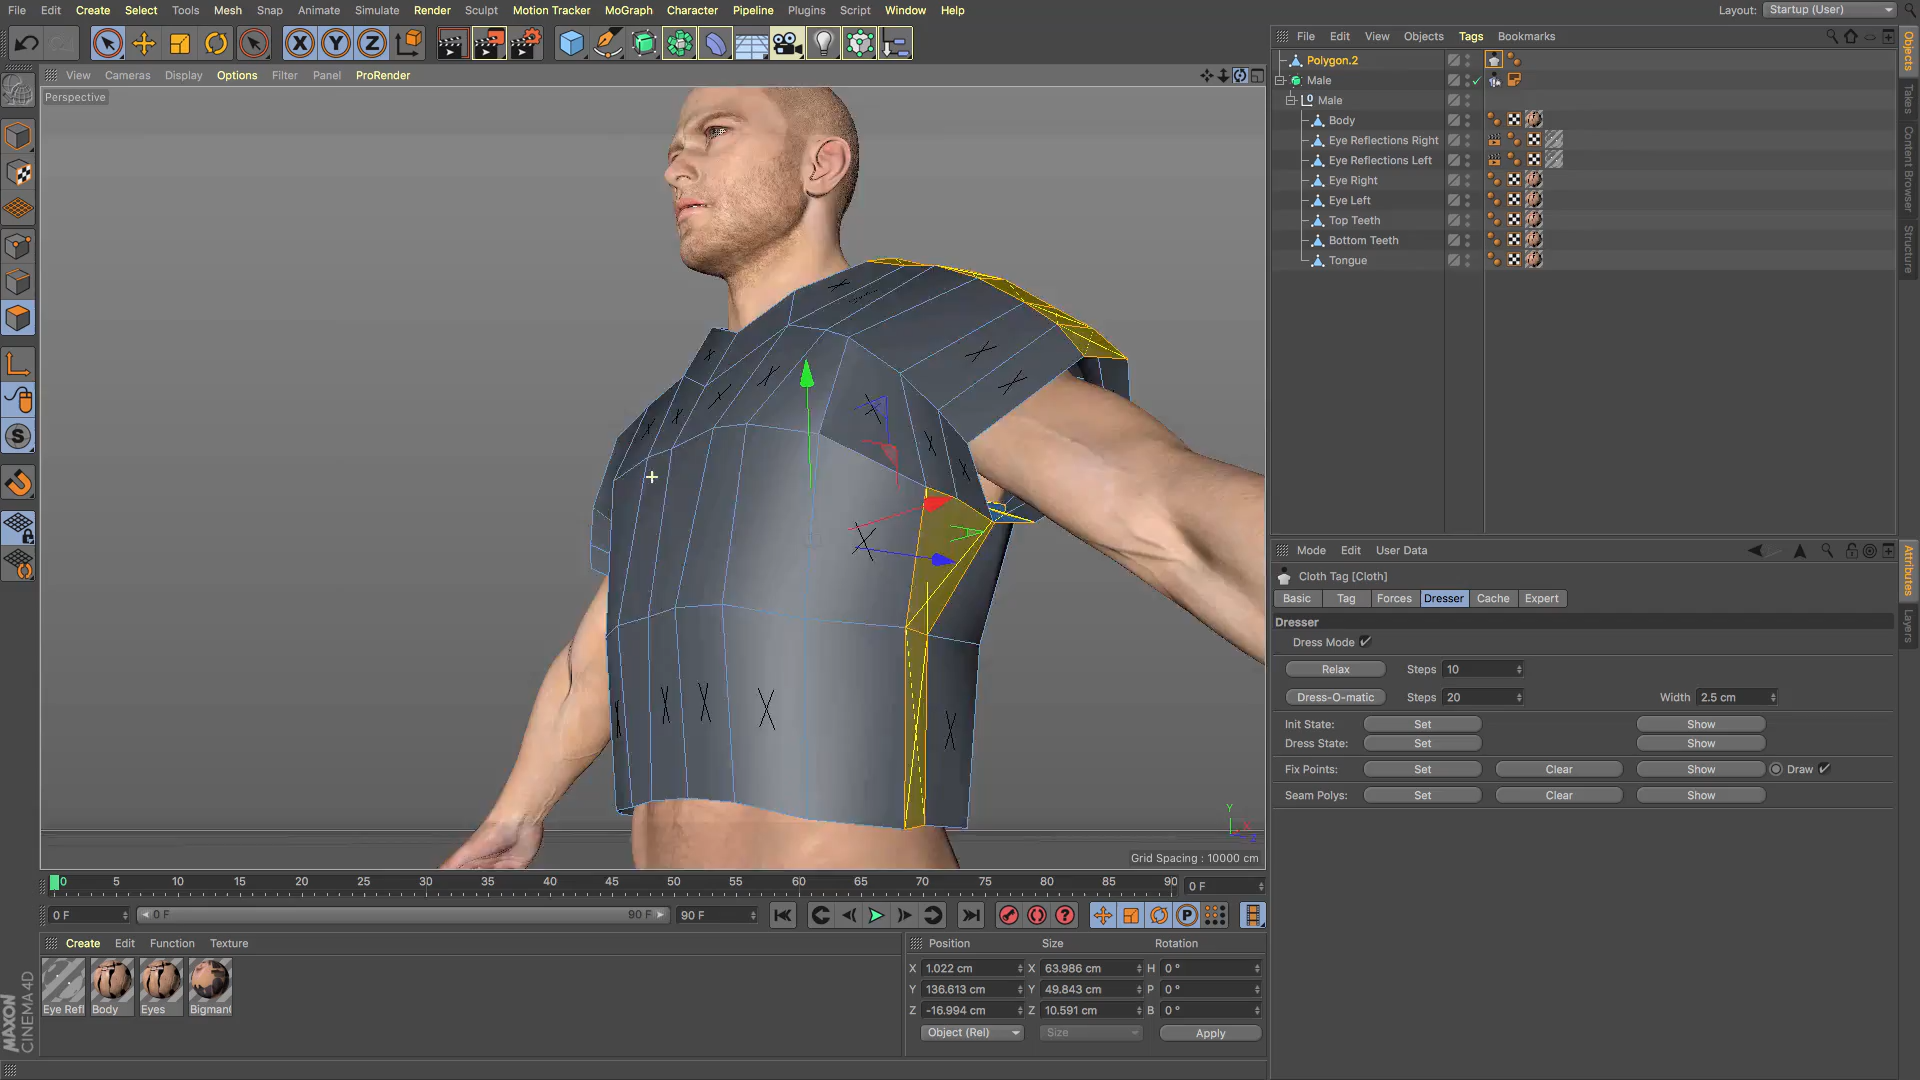 File Edit Create Select Tools Mesh Snap Animate Simulate Render Sculpt Motion Tracker MoGraph Character Pipeline Plugins Script Window Help
Layout: Startup (User)
View Cameras Display Options Filter Panel ProRender
Perspective
File Edit View Objects Tags Bookmarks
Polygon.2
Male
Male
Body
Eye Reflections Right
Eye Reflections Left
Eye Right
Eye Left
Top Teeth
Bottom Teeth
Tongue
Objects
Takes
Content Browser
Structure
Mode Edit User Data
Cloth Tag [Cloth]
Basic Tag Forces Dresser Cache Expert
Dresser
Dress Mode
Relax Steps 10
Dress-O-matic Steps 20 Width 2.5 cm
Init State: Set Show
Dress State: Set Show
Fix Points: Set Clear Show Draw
Seam Polys: Set Clear Show
Attributes
Layers
Grid Spacing : 10000 cm
0 5 10 15 20 25 30 35 40 45 50 55 60 65 70 75 80 85 90 0 F
0 F 0 F 90 F 90 F
Create Edit Function Texture
Eye Refl Body Eyes Bigman
Position Size Rotation
X 1.022 cm X 63.986 cm H 0 °
Y 136.613 cm Y 49.843 cm P 0 °
Z -16.994 cm Z 10.591 cm B 0 °
Object (Rel) Size Apply
MAXON
CINEMA 4D